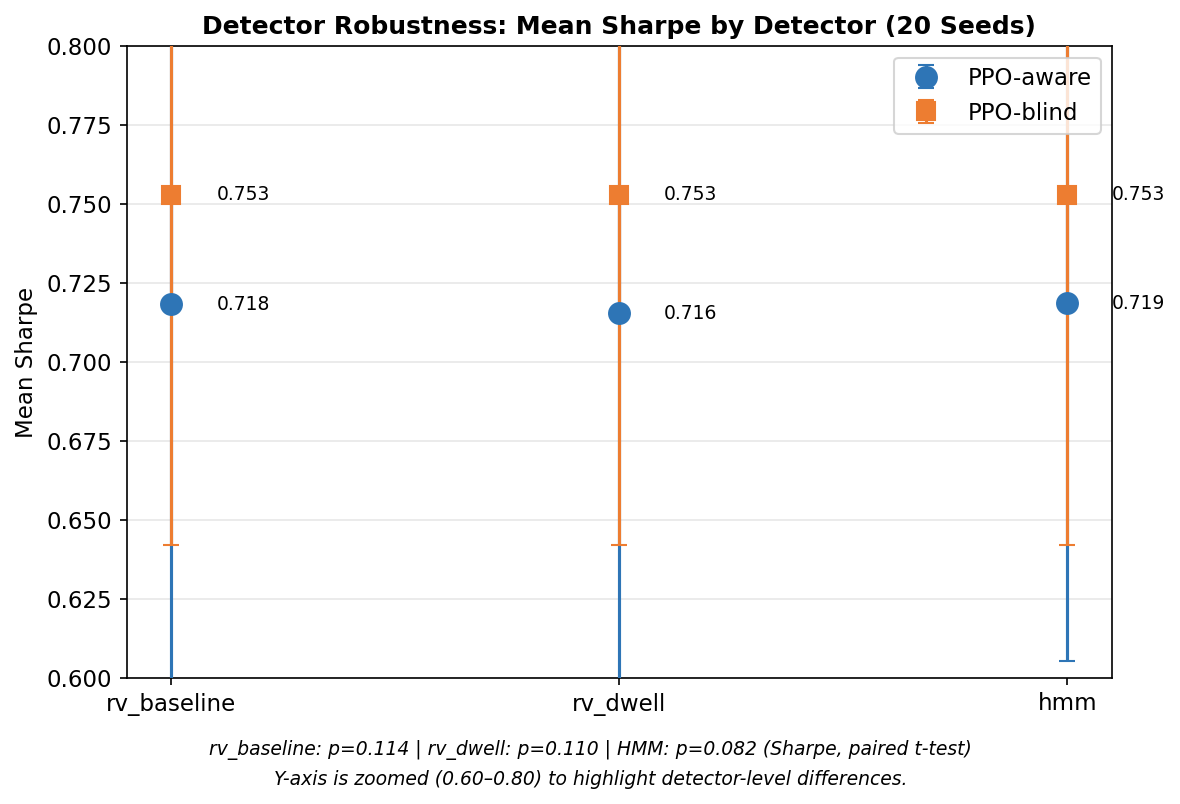 Detector Robustness: Mean Sharpe by Detector (20 Seeds)
PPO-aware
PPO-blind
Mean Sharpe
0.800
0.775
0.750
0.725
0.700
0.675
0.650
0.625
0.600
0.753
0.753
0.753
0.718
0.716
0.719
rv_baseline
rv_dwell
hmm
rv_baseline: p=0.114 | rv_dwell: p=0.110 | HMM: p=0.082 (Sharpe, paired t-test)
Y-axis is zoomed (0.60–0.80) to highlight detector-level differences.